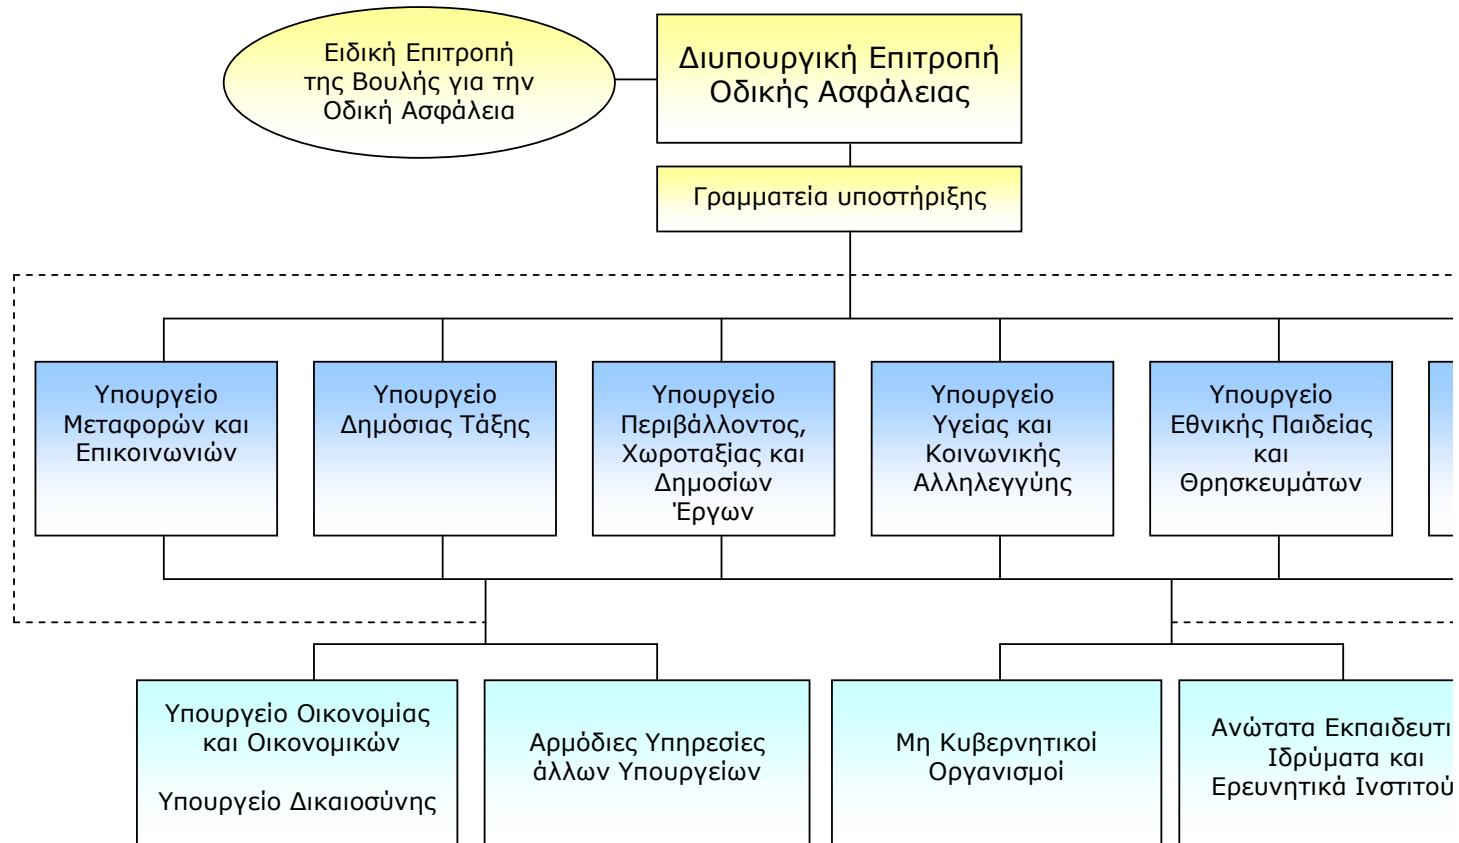 Ειδική Επιτροπή
της Βουλής για την
Οδική Ασφάλεια
Διυπουργική Επιτροπή
Οδικής Ασφάλειας
Γραμματεία υποστήριξης
Υπουργείο
Μεταφορών και
Επικοινωνιών
Υπουργείο
Δημόσιας Τάξης
Υπουργείο
Περιβάλλοντος,
Χωροταξίας και
Δημοσίων
Έργων
Υπουργείο
Υγείας και
Κοινωνικής
Αλληλεγγύης
Υπουργείο
Εθνικής Παιδείας
και
Θρησκευμάτων
Υπουργείο Οικονομίας
και Οικονομικών
Υπουργείο Δικαιοσύνης
Αρμόδιες Υπηρεσίες
άλλων Υπουργείων
Μη Κυβερνητικοί
Οργανισμοί
Ανώτατα
Ιδρύματα και
Ερευνητικά